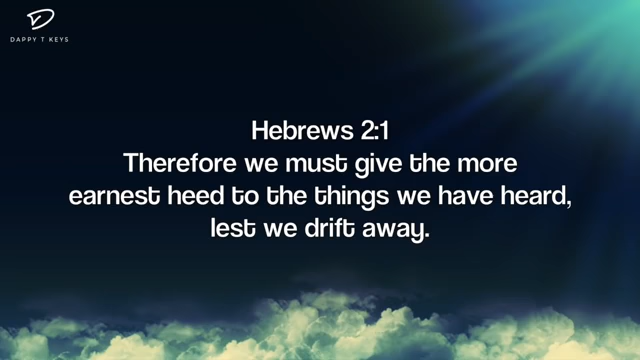 DAPPY T KEYS
Hebrews 2:1
Therefore we must give the more
earnest heed to the things we have heard,
lest we drift away.